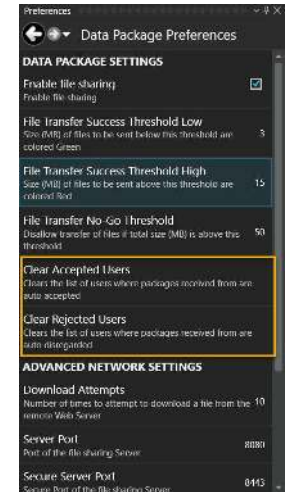 Preferences
Data Package Preferences
DATA PACKAGE SETTINGS
Enable file sharing
Enable file sharing
File Transfer Success Threshold Low
Size (MB) of files to be sent below this threshold are 3
colored Green
File Transfer Success Threshold High
Size (MB) of files to be sent above this threshold are 15
colored Red
File Transfer No-Go Threshold
Disallow transfer of files if total size (MB) is above this 50
threshold
Clear Accepted Users
Clears the list of users where packages received from are
auto accepted
Clear Rejected Users
Clears the list of users where packages received from are
auto disregarded
ADVANCED NETWORK SETTINGS
Download Attempts
Number of times to attempt to download a file from the 10
remote Web Server
Server Port 8080
Port of the file sharing Server
Secure Server Port 8443
Secure Port of the file sharing Server